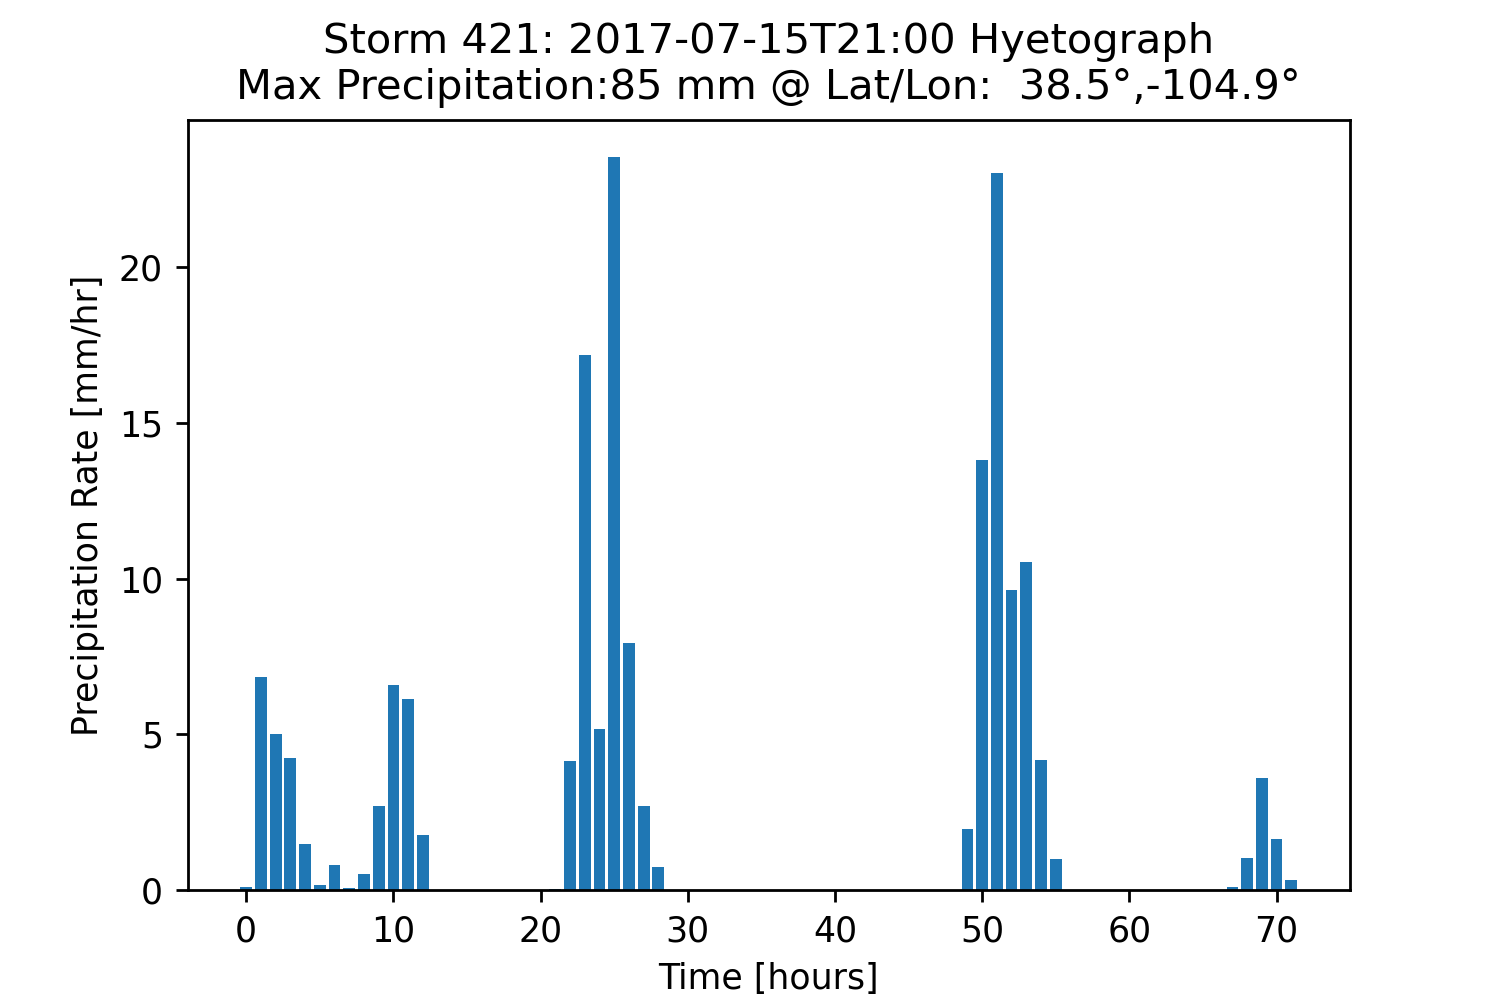 Storm 421: 2017-07-15T21:00 Hyetograph
Max Precipitation:85 mm @ Lat/Lon:  38.5°,-104.9°
Precipitation Rate [mm/hr]
20
15
10
5
0
0 10 20 30 40 50 60 70
Time [hours]